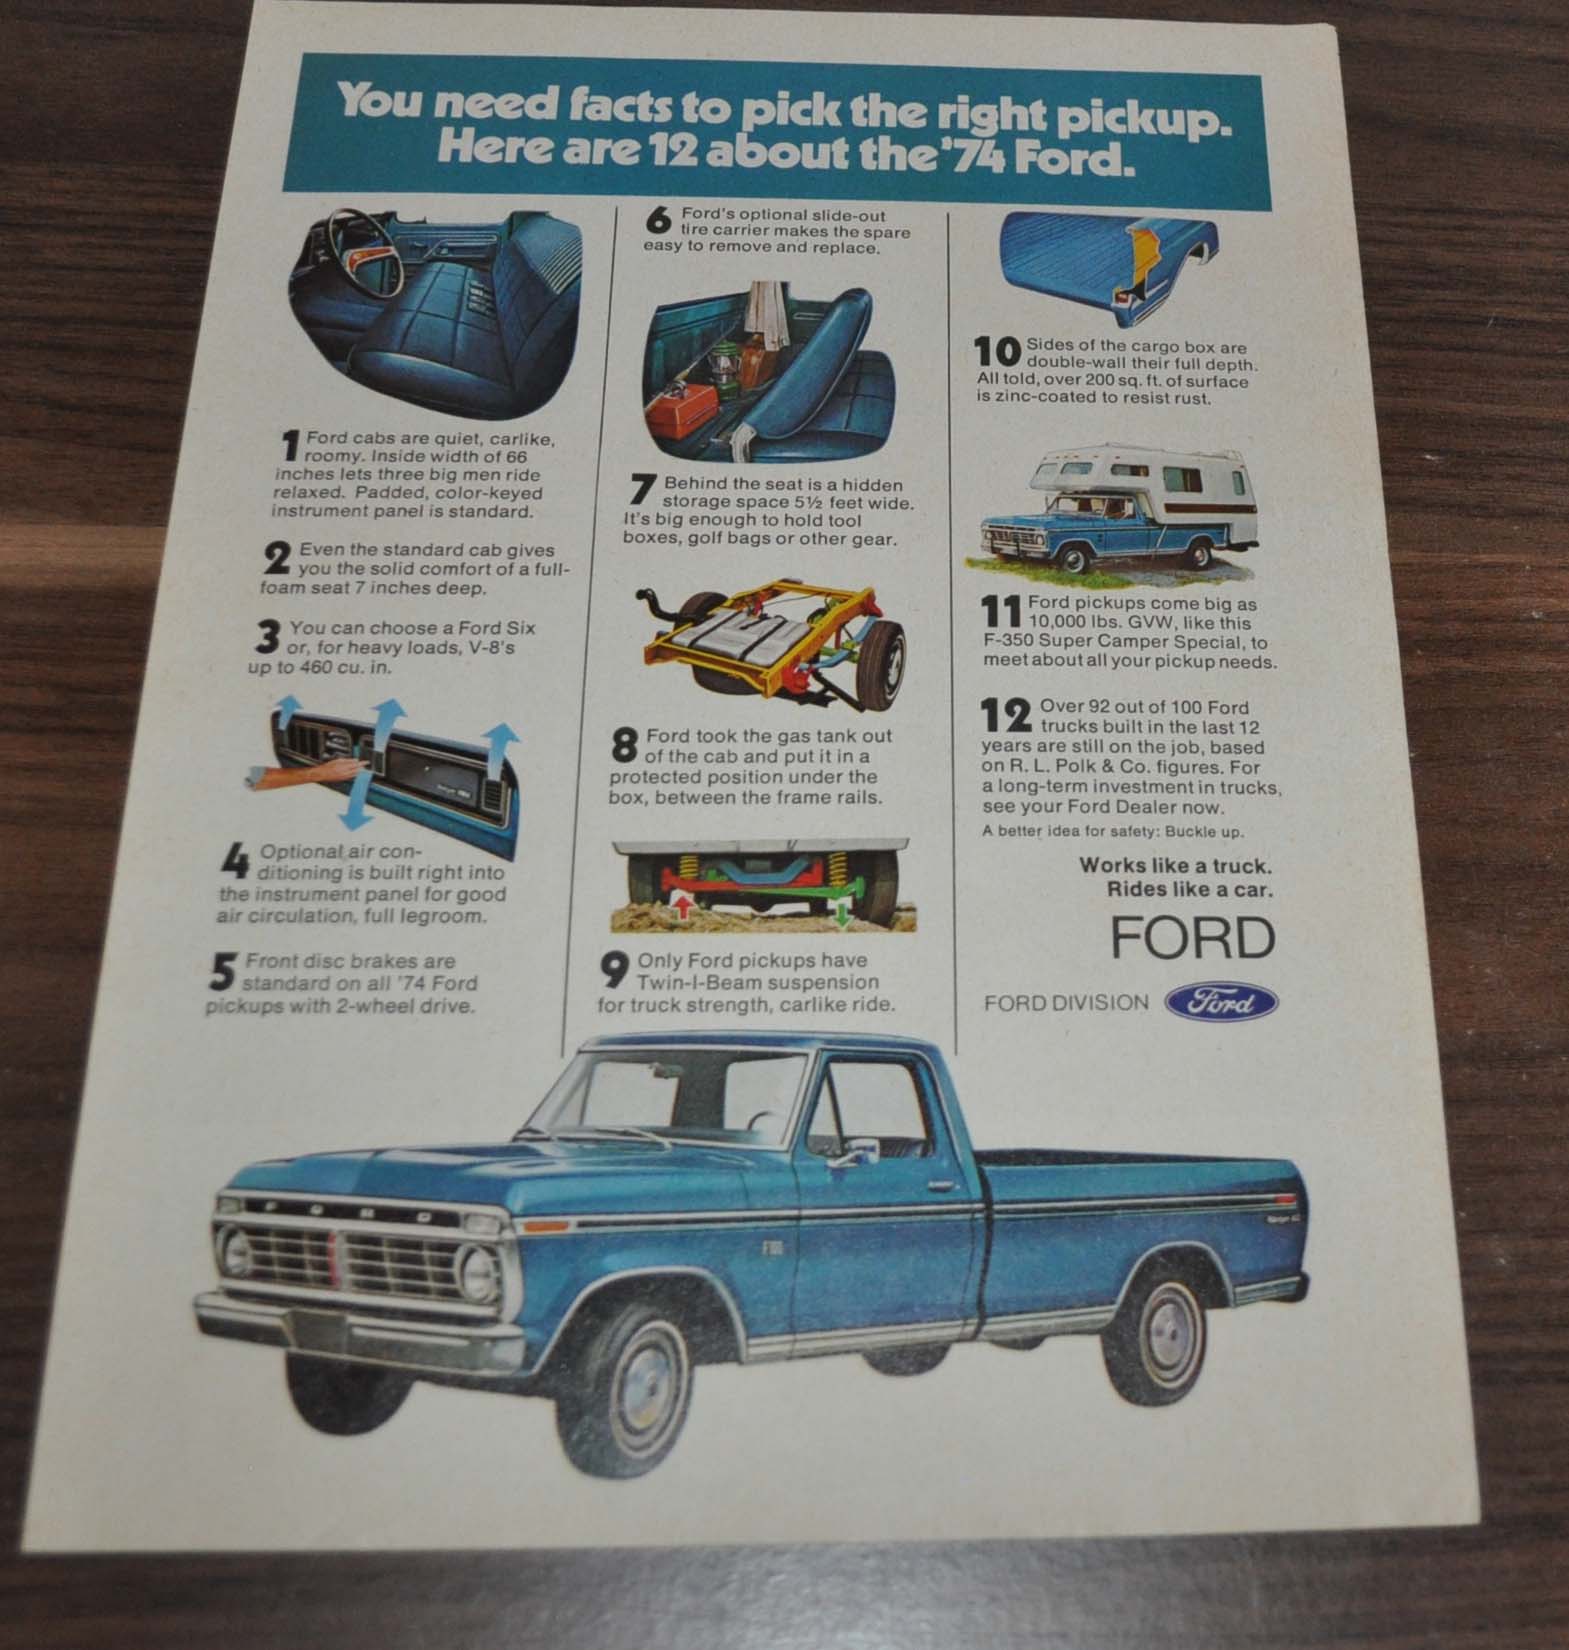 You need facts to pick the right pickup.
Here are 12 about the '74 Ford.
1 Ford cabs are quiet, carlike,
roomy. Inside width of 66
inches lets three big men ride
relaxed. Padded, color-keyed
instrument panel is standard.
2 Even the standard cab gives
you the solid comfort of a full-
foam seat 7 inches deep.
3 You can choose a Ford Six
or, for heavy loads, V-8's
up to 460 cu. in.
4 Optional air con-
ditioning is built right into
the instrument panel for good
air circulation, full legroom.
5 Front disc brakes are
standard on all '74 Ford
pickups with 2-wheel drive.
6 Ford's optional slide-out
tire carrier makes the spare
easy to remove and replace.
7 Behind the seat is a hidden
storage space 5½ feet wide.
It's big enough to hold tool
boxes, golf bags or other gear.
8 Ford took the gas tank out
of the cab and put it in a
protected position under the
box, between the frame rails.
9 Only Ford pickups have
Twin-I-Beam suspension
for truck strength, carlike ride.
10 Sides of the cargo box are
double-wall their full depth.
All told, over 200 sq. ft. of surface
is zinc-coated to resist rust.
11 Ford pickups come big as
10,000 lbs. GVW, like this
F-350 Super Camper Special, to
meet about all your pickup needs.
12 Over 92 out of 100 Ford
trucks built in the last 12
years are still on the job, based
on R. L. Polk & Co. figures. For
a long-term investment in trucks,
see your Ford Dealer now.
A better idea for safety: Buckle up.
Works like a truck.
Rides like a car.
FORD
FORD DIVISION Ford
FORD